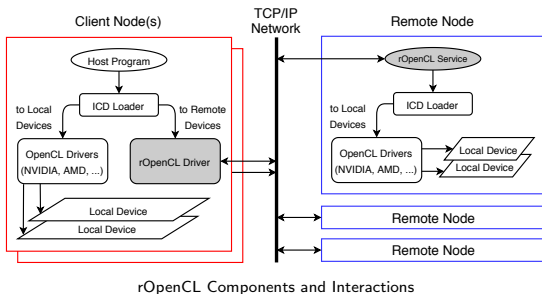 Client Node(s)
TCP/IP
Network
Remote Node
Host Program
ICD Loader
to Local
Devices
to Remote
Devices
OpenCL Drivers
(NVIDIA, AMD, ...)
rOpenCL Driver
Local Device
Local Device
rOpenCL Service
ICD Loader
to Local
Devices
OpenCL Drivers
(NVIDIA, AMD, ...)
Local Device
Local Device
Remote Node
Remote Node
rOpenCL Components and Interactions